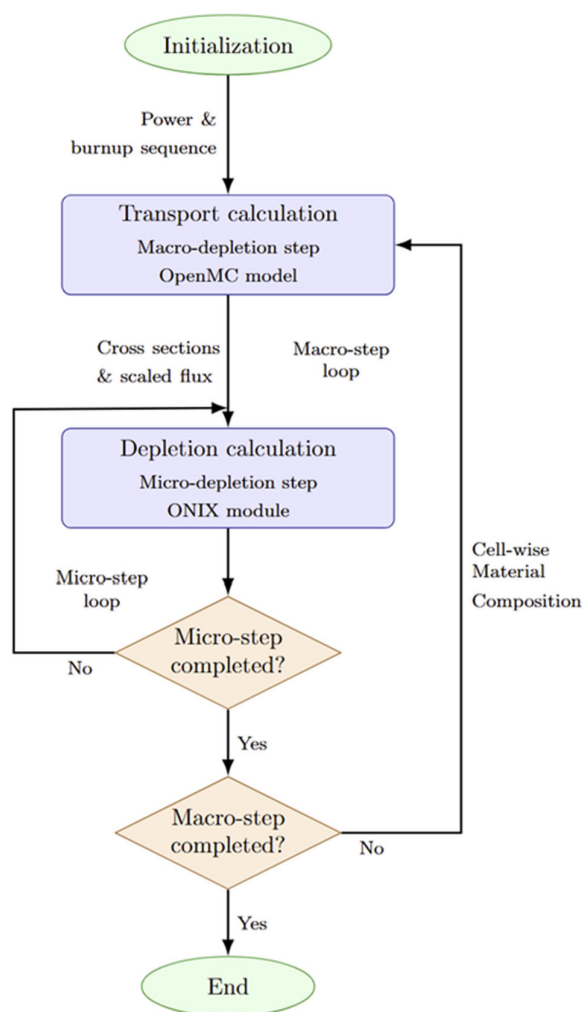 Initialization
Power &
burnup sequence
Transport calculation
Macro-depletion step
OpenMC model
Cross sections
& scaled flux
Macro-step
loop
Depletion calculation
Micro-depletion step
ONIX module
Cell-wise
Material
Composition
Micro-step
loop
Micro-step
completed?
No
Yes
Macro-step
completed?
No
Yes
End